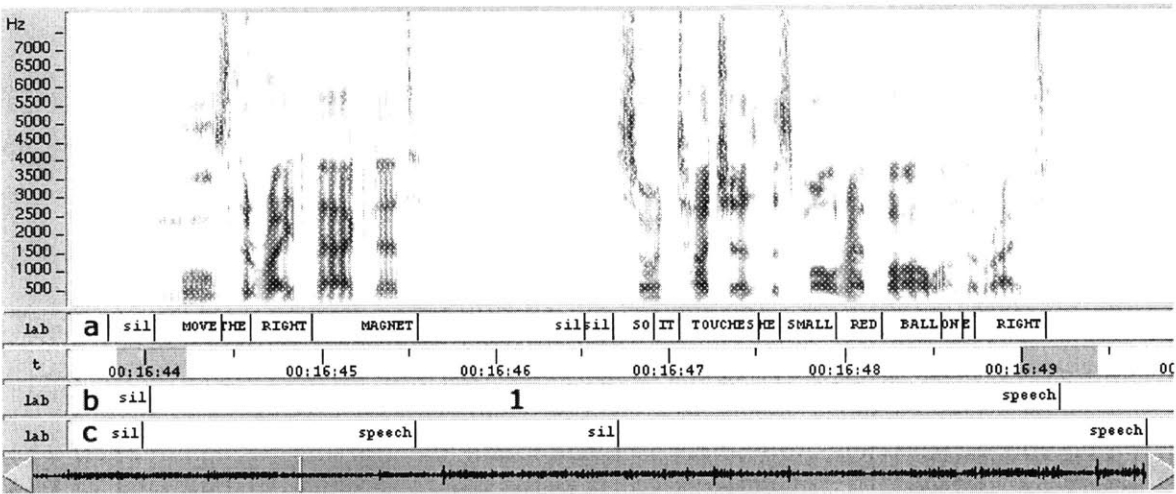 Hz
7000
6500
6000
5500
5000
4500
4000
3500
3000
2500
2000
1500
1000
500
lab a sil MOVE THE RIGHT MAGNET sil sil SO IT TOUCHES HE SMALL RED BALL ON E RIGHT
t 00:16:44 00:16:45 00:16:46 00:16:47 00:16:48 00:16:49 00
lab b sil 1 speech
lab c sil speech sil speech